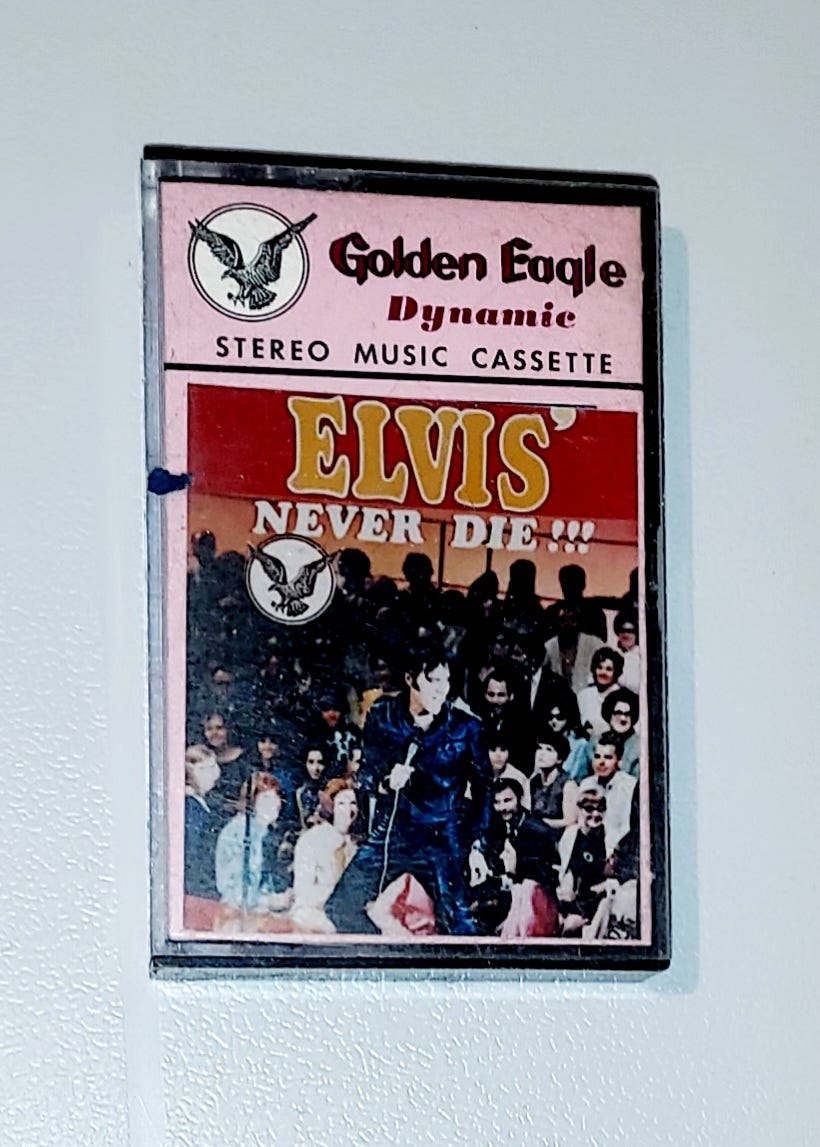 Golden Eagle
Dynamic
STEREO MUSIC CASSETTE
ELVIS'
NEVER DIE!!!